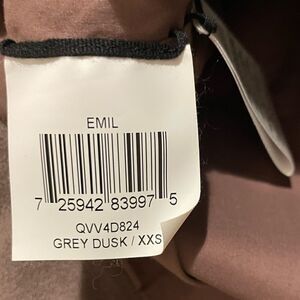 EMIL
7 25942 83997 5
QVV4D824
GREY DUSK / XXS